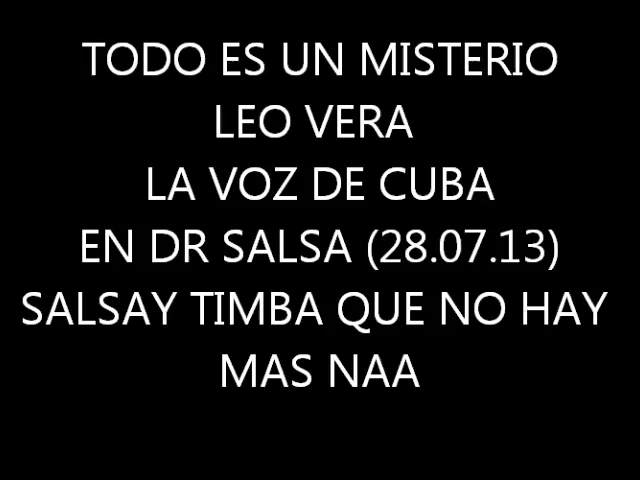 TODO ES UN MISTERIO
LEO VERA
LA VOZ DE CUBA
EN DR SALSA (28.07.13)
SALSAY TIMBA QUE NO HAY
MAS NAA